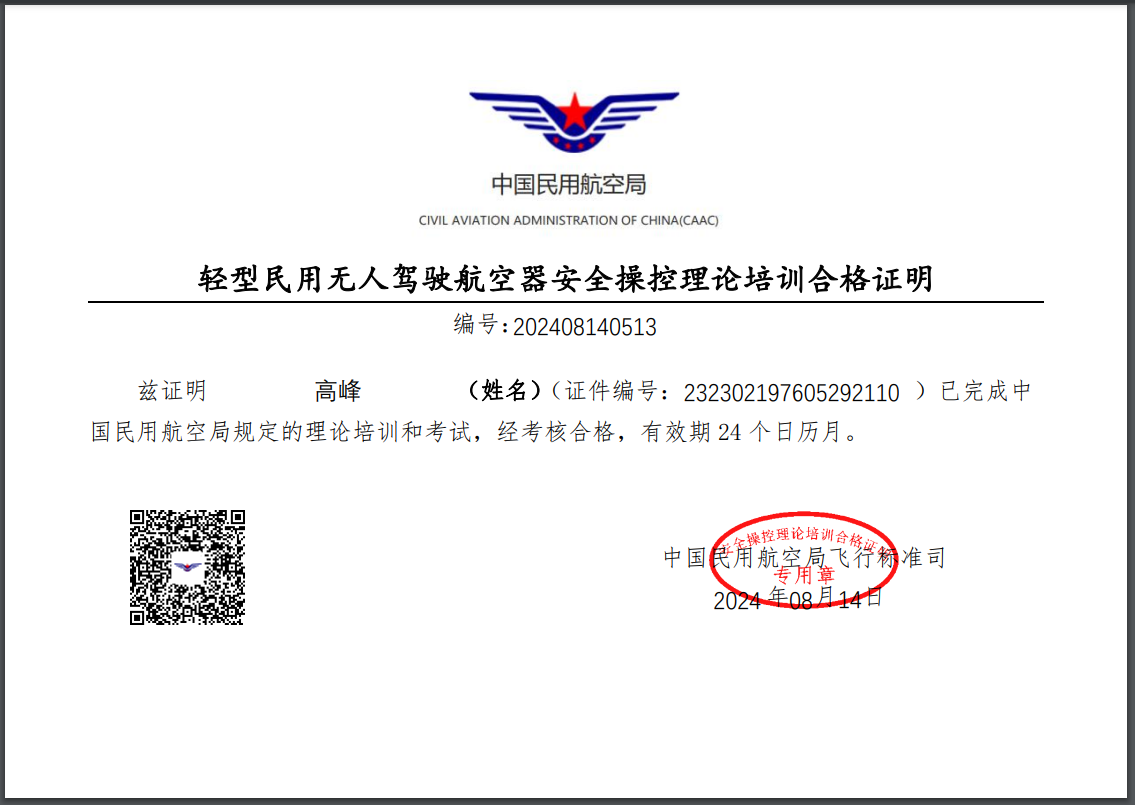 中国民用航空局
CIVIL AVIATION ADMINISTRATION OF CHINA(CAAC)
轻型民用无人驾驶航空器安全操控理论培训合格证明
编号:202408140513
兹证明 高峰 （姓名）（证件编号：232302197605292110 ）已完成中
国民用航空局规定的理论培训和考试，经考核合格，有效期 24 个日历月。
安全操控理论培训合格证明
中国民用航空局飞行标准司
专用章
2024 年08月14日